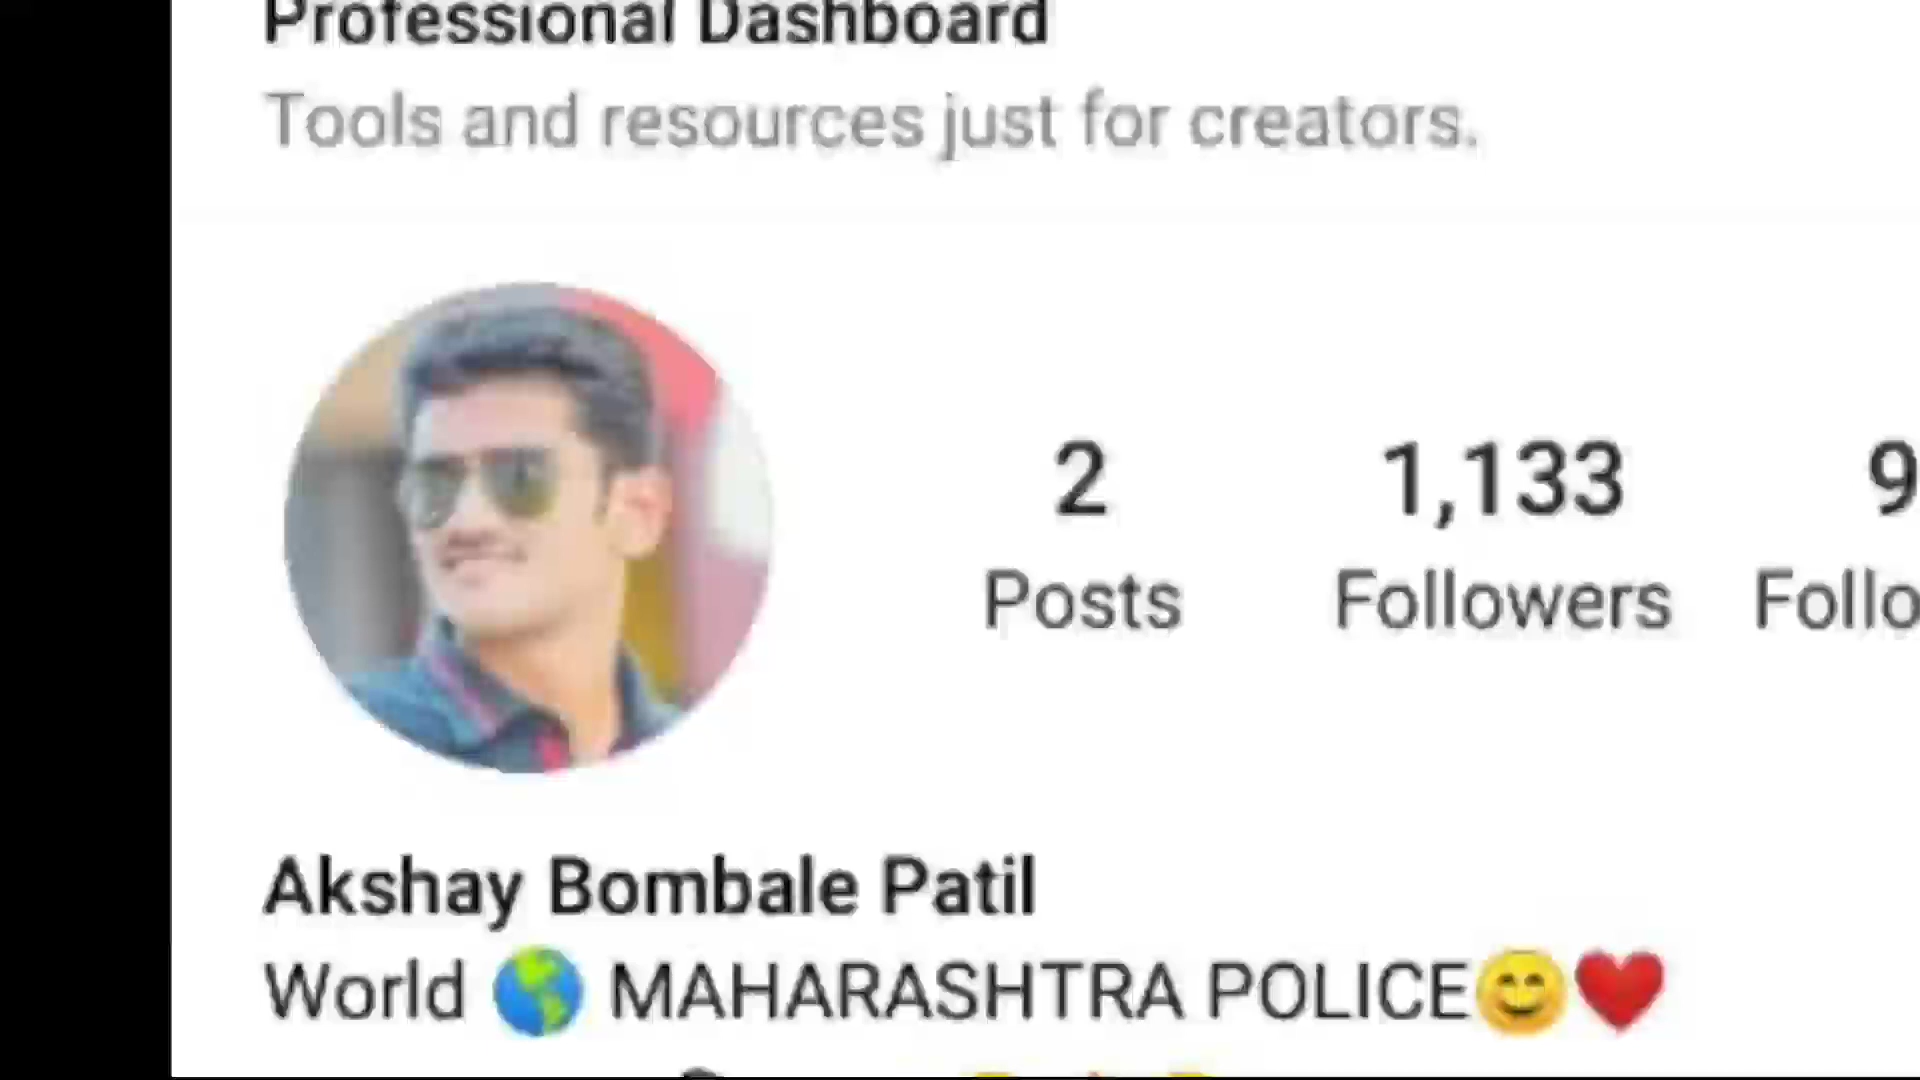 Professional Dashboard
Tools and resources just for creators.
2 1,133 9
Posts Followers Follo
Akshay Bombale Patil
World 🌎 MAHARASHTRA POLICE😊❤️